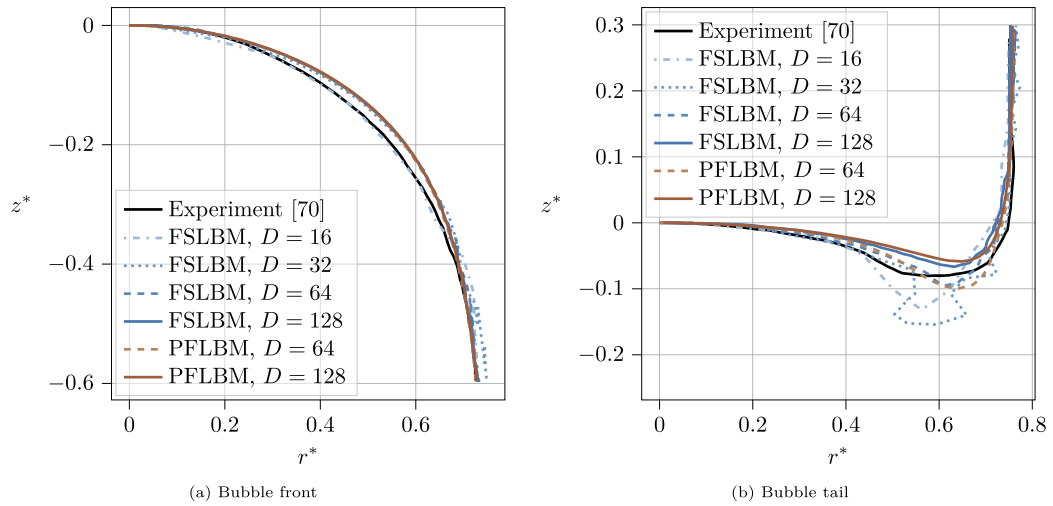 0
−0.2
−0.4
−0.6
z*
Experiment [70]
FSLBM, D = 16
FSLBM, D = 32
FSLBM, D = 64
FSLBM, D = 128
PFLBM, D = 64
PFLBM, D = 128
0 0.2 0.4 0.6
r*
(a) Bubble front
0.3
0.2
0.1
0
−0.1
−0.2
z*
Experiment [70]
FSLBM, D = 16
FSLBM, D = 32
FSLBM, D = 64
FSLBM, D = 128
PFLBM, D = 64
PFLBM, D = 128
0 0.2 0.4 0.6 0.8
r*
(b) Bubble tail